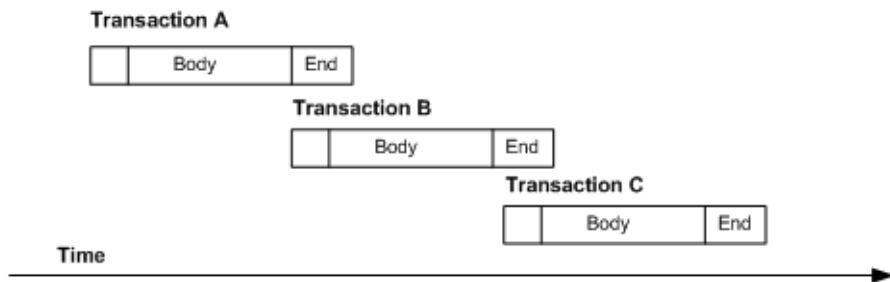 Transaction A
Body End
Transaction B
Body End
Transaction C
Body End
Time